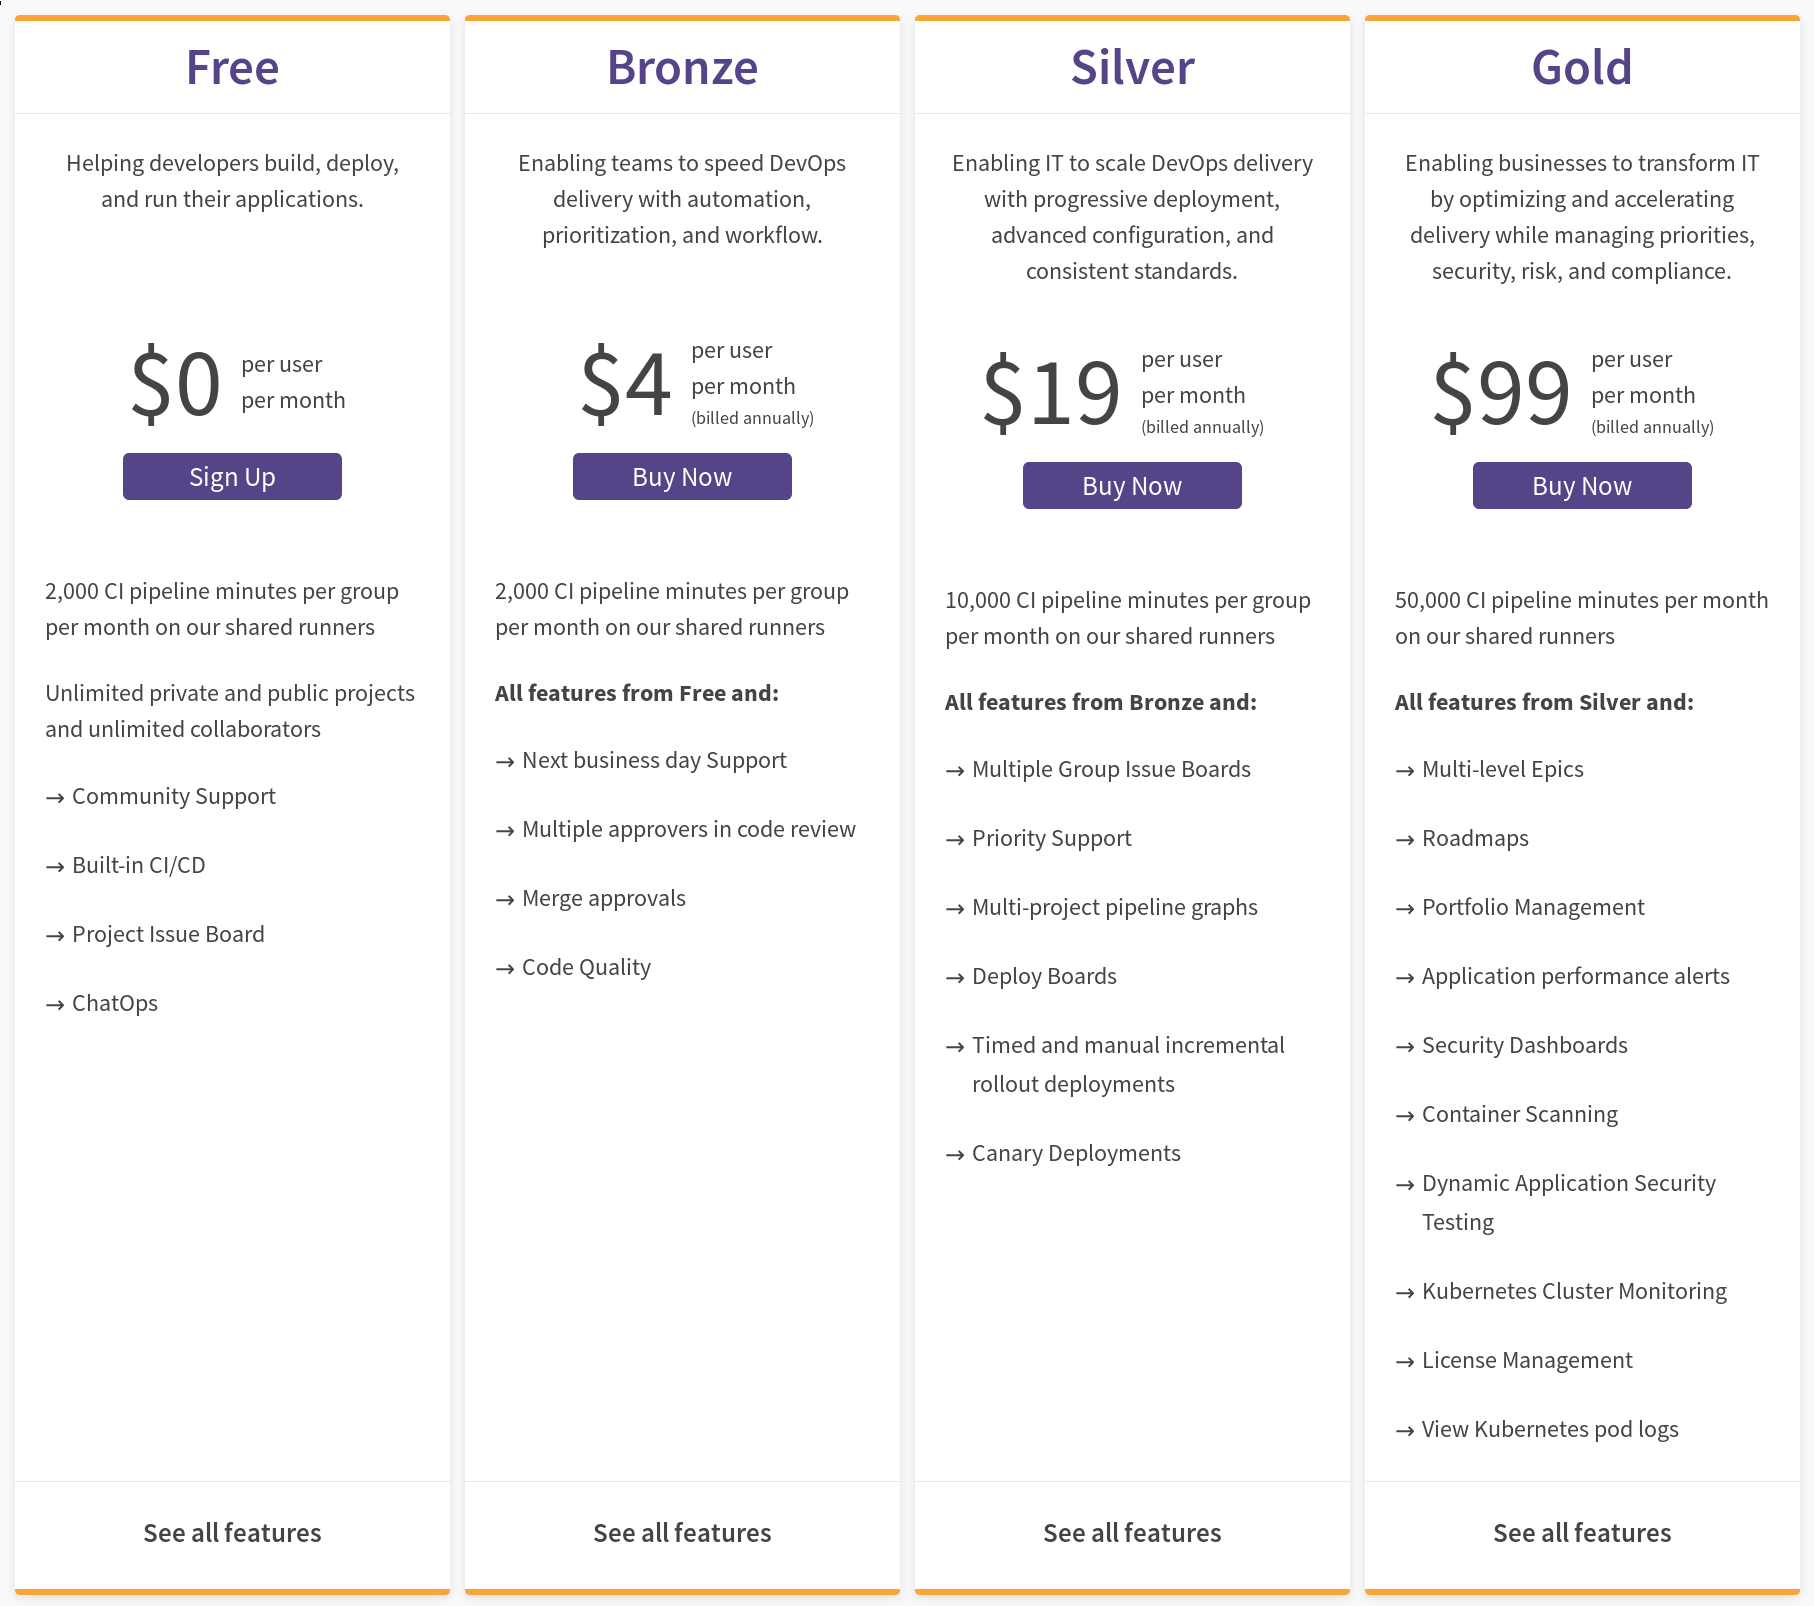 Free
Helping developers build, deploy,
and run their applications.
$0
per user
per month
Sign Up
2,000 CI pipeline minutes per group
per month on our shared runners
Unlimited private and public projects
and unlimited collaborators
→ Community Support
→ Built-in CI/CD
→ Project Issue Board
→ ChatOps
See all features
Bronze
Enabling teams to speed DevOps
delivery with automation,
prioritization, and workflow.
$4
per user
per month
(billed annually)
Buy Now
2,000 CI pipeline minutes per group
per month on our shared runners
All features from Free and:
→ Next business day Support
→ Multiple approvers in code review
→ Merge approvals
→ Code Quality
See all features
Silver
Enabling IT to scale DevOps delivery
with progressive deployment,
advanced configuration, and
consistent standards.
$19
per user
per month
(billed annually)
Buy Now
10,000 CI pipeline minutes per group
per month on our shared runners
All features from Bronze and:
→ Multiple Group Issue Boards
→ Priority Support
→ Multi-project pipeline graphs
→ Deploy Boards
→ Timed and manual incremental
rollout deployments
→ Canary Deployments
See all features
Gold
Enabling businesses to transform IT
by optimizing and accelerating
delivery while managing priorities,
security, risk, and compliance.
$99
per user
per month
(billed annually)
Buy Now
50,000 CI pipeline minutes per month
on our shared runners
All features from Silver and:
→ Multi-level Epics
→ Roadmaps
→ Portfolio Management
→ Application performance alerts
→ Security Dashboards
→ Container Scanning
→ Dynamic Application Security
Testing
→ Kubernetes Cluster Monitoring
→ License Management
→ View Kubernetes pod logs
See all features